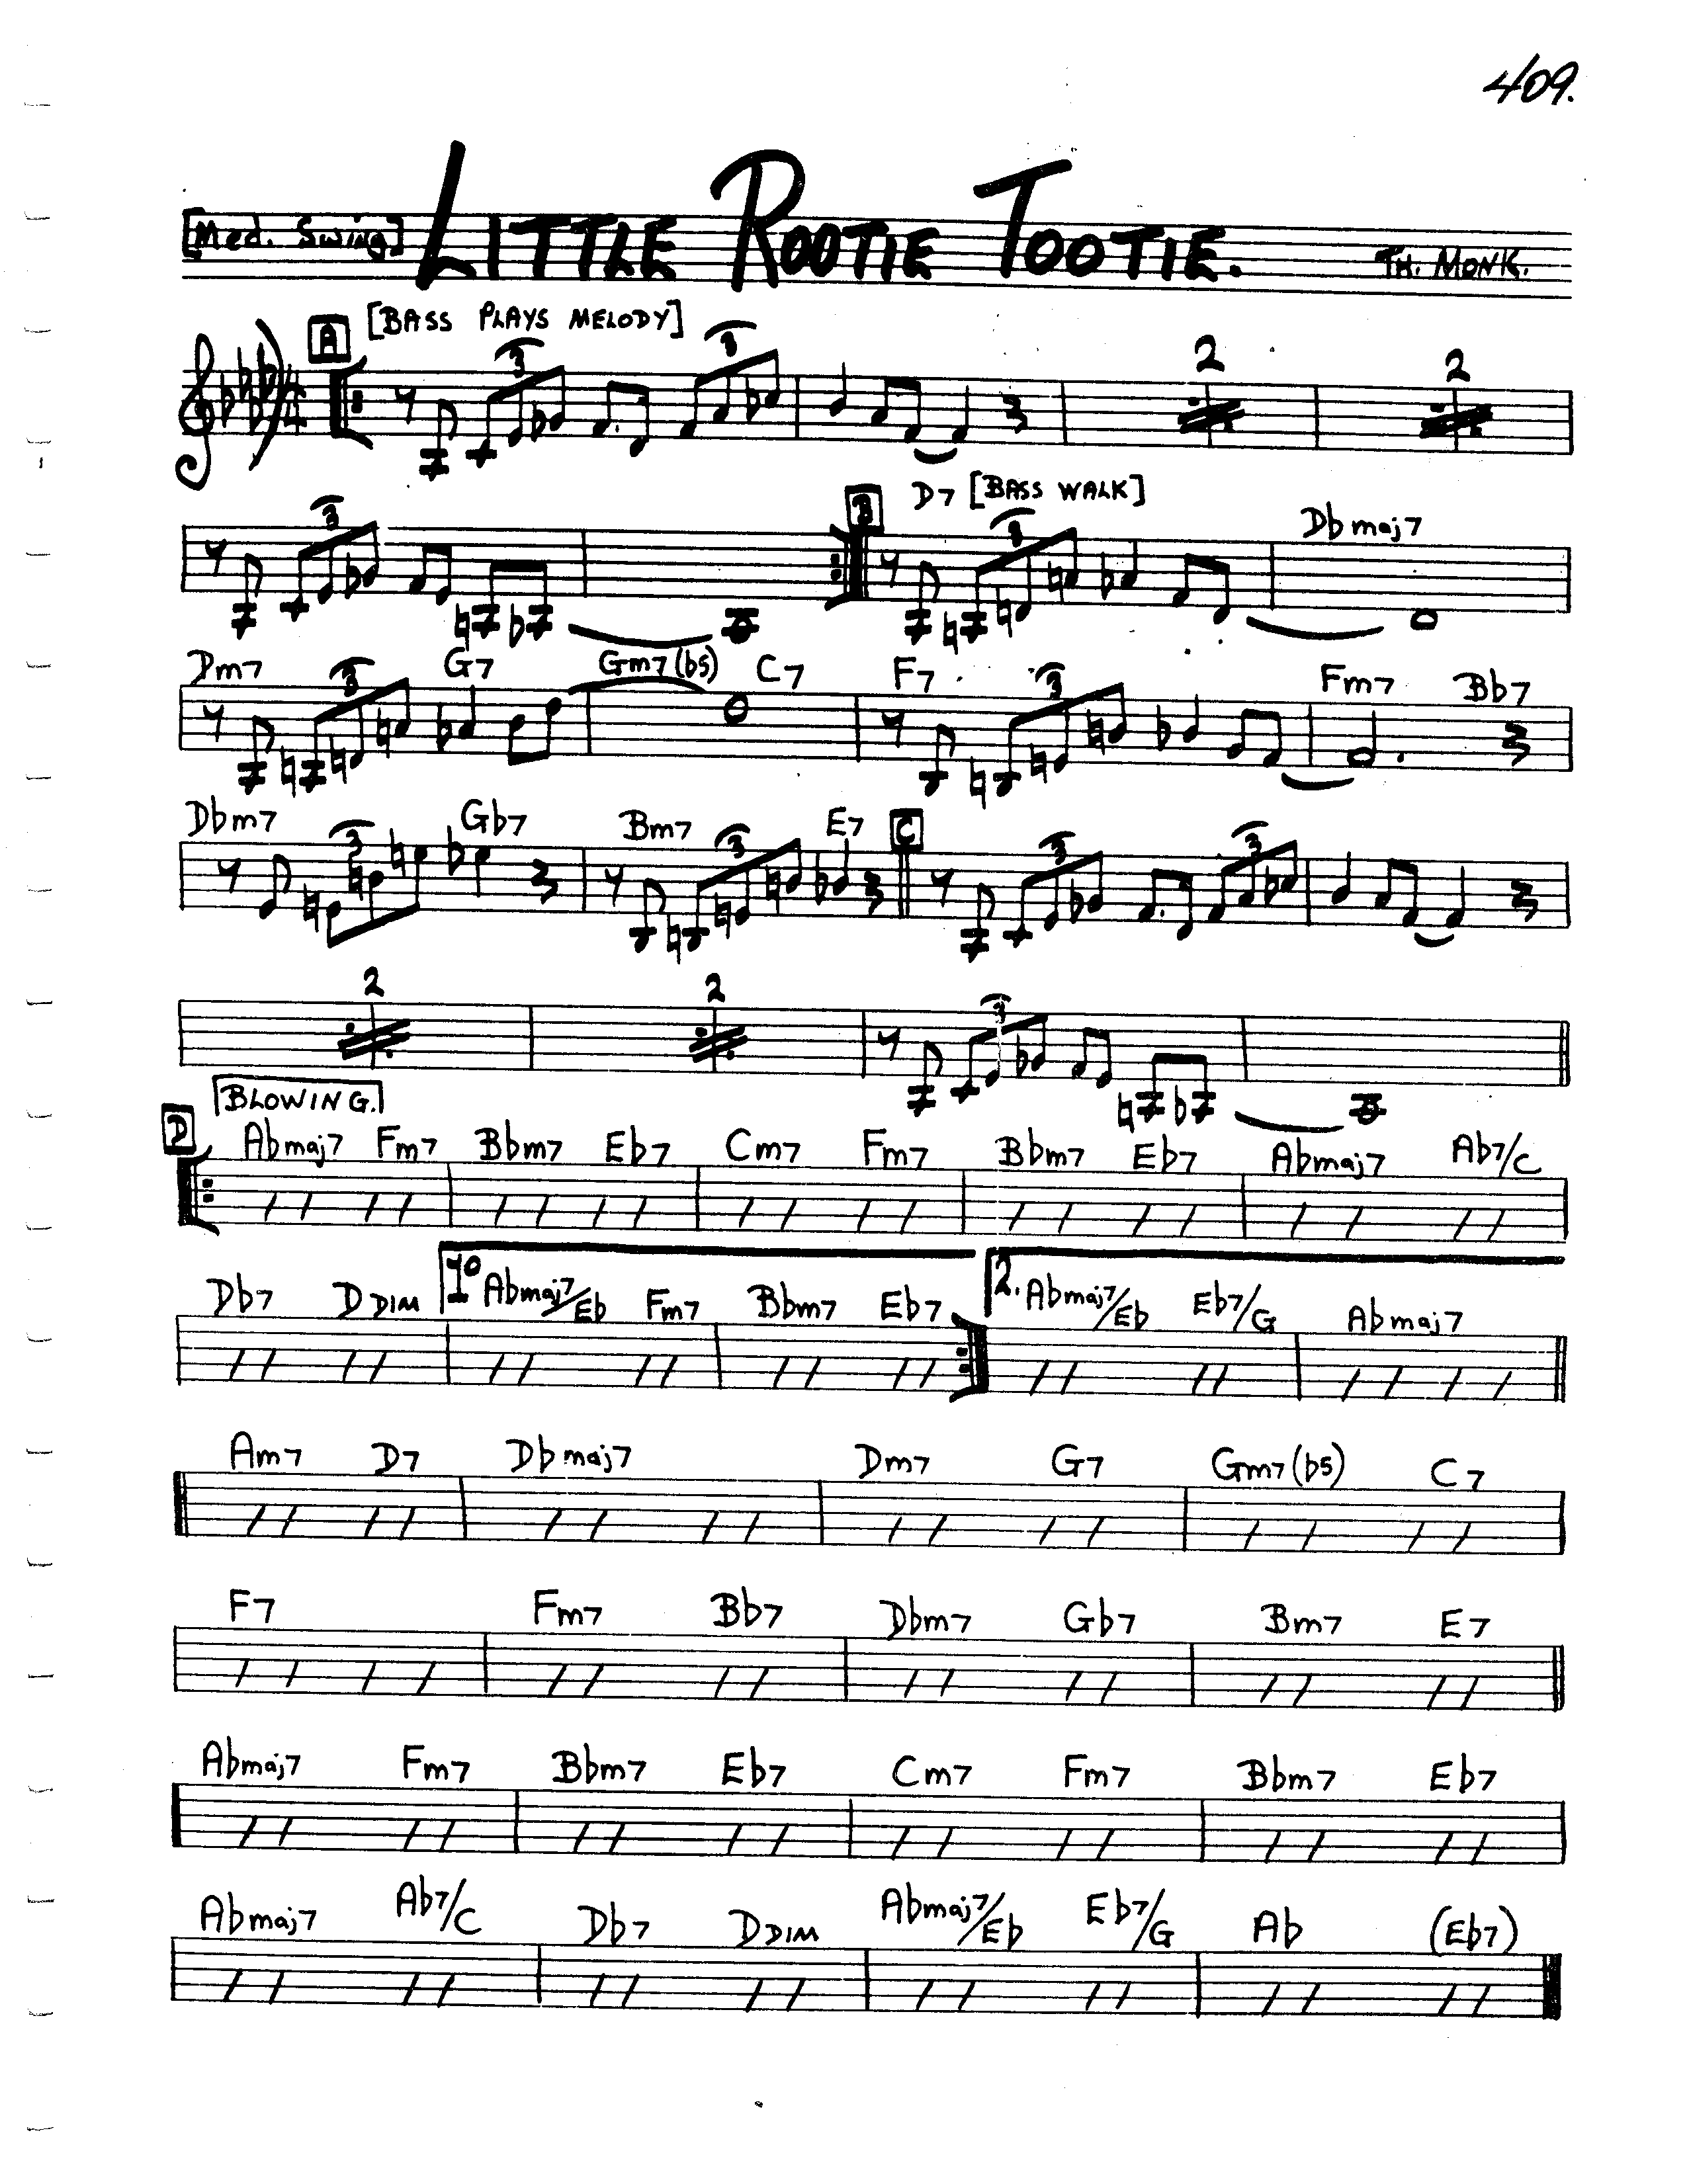 409.
[Med. Swing] LITTLE ROOTIE TOOTIE. TH. MONK.
A [BASS PLAYS MELODY]
3 3 2 2
3 B D7 [BASS WALK] 3 Dbmaj7
Dm7 3 G7 Gm7(b5) C7 F7 3 Fm7 Bb7
Dbm7 3 Gb7 Bm7 3 E7 C 3 3
2 2 3
BLOWING.
D Abmaj7 Fm7 Bbm7 Eb7 Cm7 Fm7 Bbm7 Eb7 Abmaj7 Ab7/C
Db7 DDIM 1. Abmaj7/Eb Fm7 Bbm7 Eb7 2. Abmaj7/Eb Eb7/G Abmaj7
Am7 D7 Dbmaj7 Dm7 G7 Gm7(b5) C7
F7 Fm7 Bb7 Dbm7 Gb7 Bm7 E7
Abmaj7 Fm7 Bbm7 Eb7 Cm7 Fm7 Bbm7 Eb7
Abmaj7 Ab7/C Db7 DDIM Abmaj7/Eb Eb7/G Ab (Eb7)